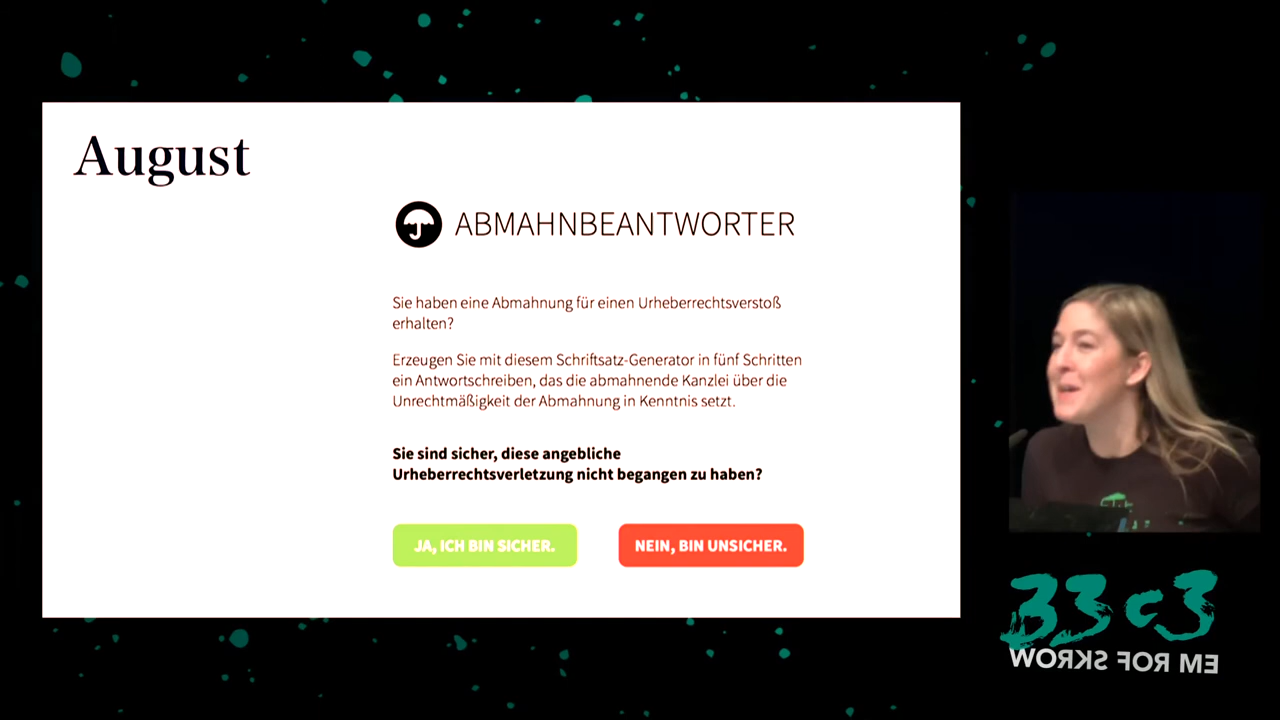 August
ABMAHNBEANTWORTER
Sie haben eine Abmahnung für einen Urheberrechtsverstoß
erhalten?
Erzeugen Sie mit diesem Schriftsatz-Generator in fünf Schritten
ein Antwortschreiben, das die abmahnende Kanzlei über die
Unrechtmäßigkeit der Abmahnung in Kenntnis setzt.
Sie sind sicher, diese angebliche
Urheberrechtsverletzung nicht begangen zu haben?
JA, ICH BIN SICHER.
NEIN, BIN UNSICHER.
33c3
WORKS FOR ME